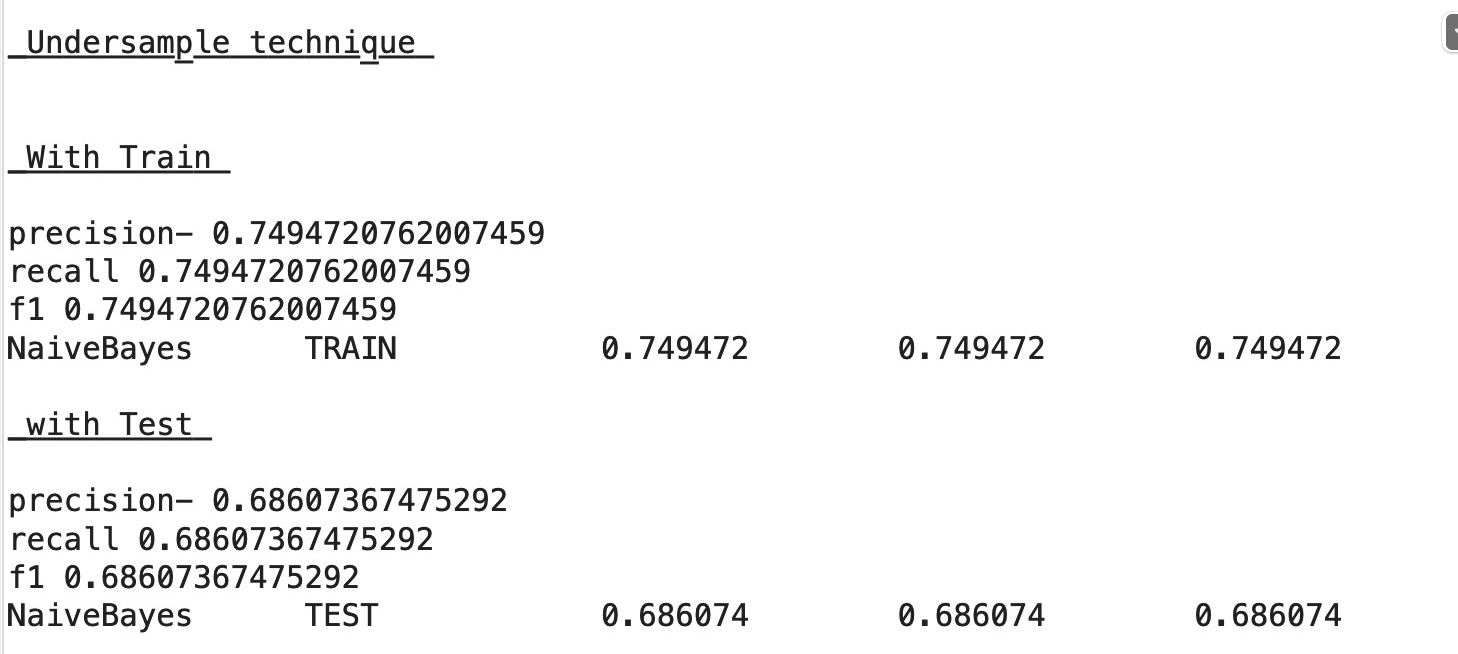 _Undersample technique_
_With Train_
precision- 0.7494720762007459
recall 0.7494720762007459
f1 0.7494720762007459
NaiveBayes TRAIN 0.749472 0.749472 0.749472
_with Test_
precision- 0.68607367475292
recall 0.68607367475292
f1 0.68607367475292
NaiveBayes TEST 0.686074 0.686074 0.686074